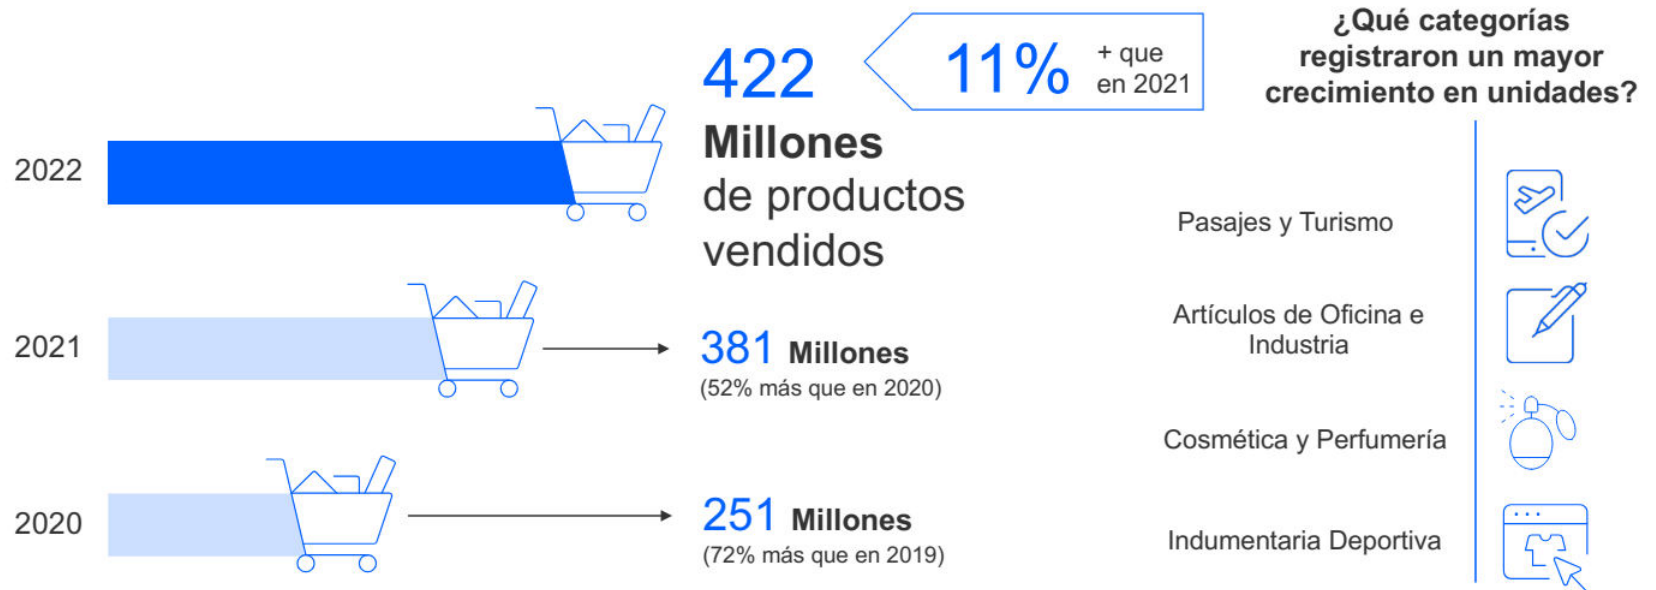 2022
422
Millones
de productos
vendidos
11%
+ que
en 2021
2021
381 Millones
(52% más que en 2020)
2020
251 Millones
(72% más que en 2019)
¿Qué categorías
registraron un mayor
crecimiento en unidades?
Pasajes y Turismo
Artículos de Oficina e
Industria
Cosmética y Perfumería
Indumentaria Deportiva